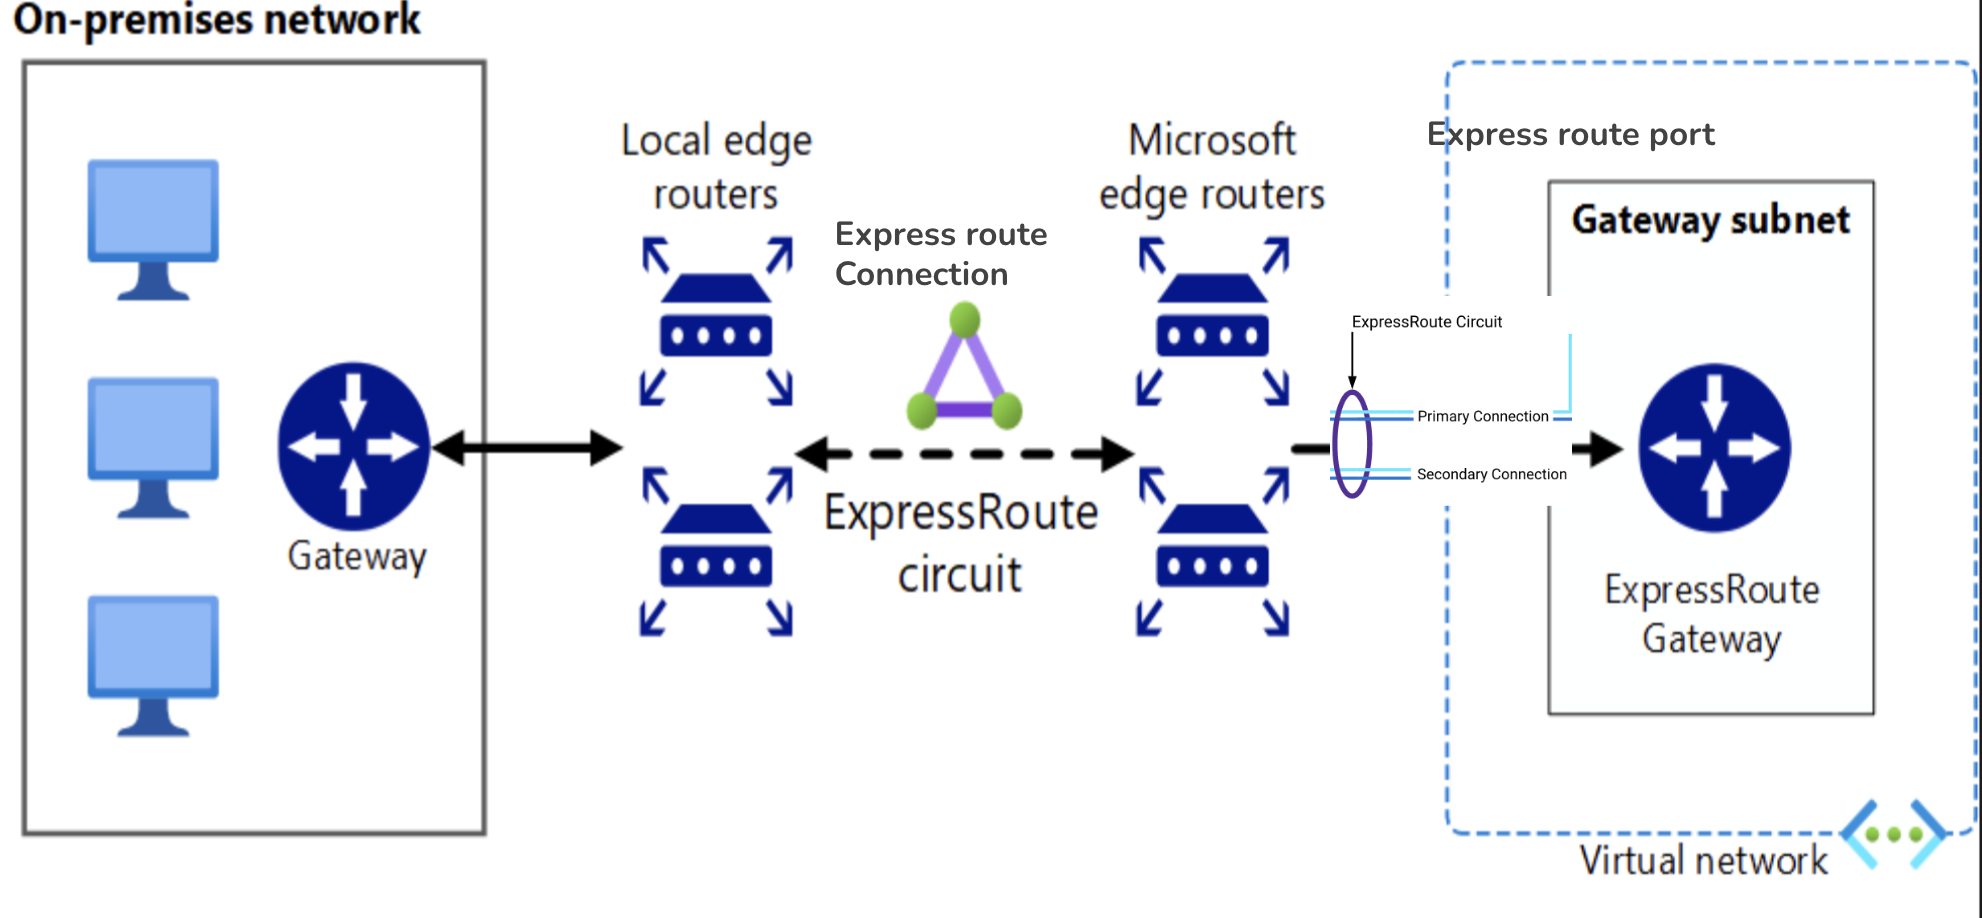 On-premises network
Gateway
Local edge
routers
Express route
Connection
ExpressRoute
circuit
Microsoft
edge routers
Express route port
Gateway subnet
ExpressRoute Circuit
Primary Connection
Secondary Connection
ExpressRoute
Gateway
Virtual network